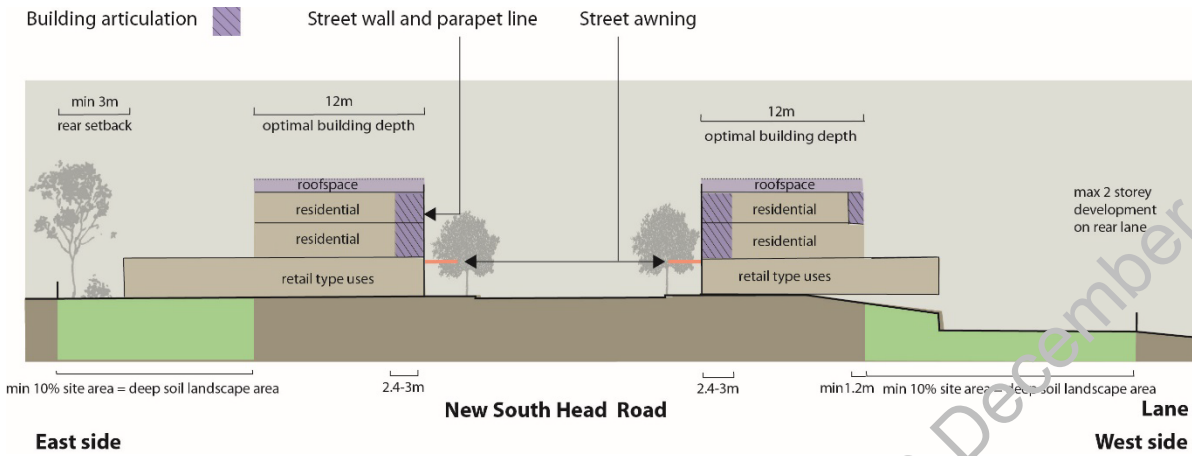 Building articulation
Street wall and parapet line
Street awning
min 3m
rear setback
12m
optimal building depth
12m
optimal building depth
roofspace
residential
residential
retail type uses
roofspace
residential
residential
retail type uses
max 2 storey
development
on rear lane
min 10% site area = deep soil landscape area
2.4-3m
2.4-3m
min1.2m
min 10% site area = deep soil landscape area
New South Head Road
Lane
East side
West side
December